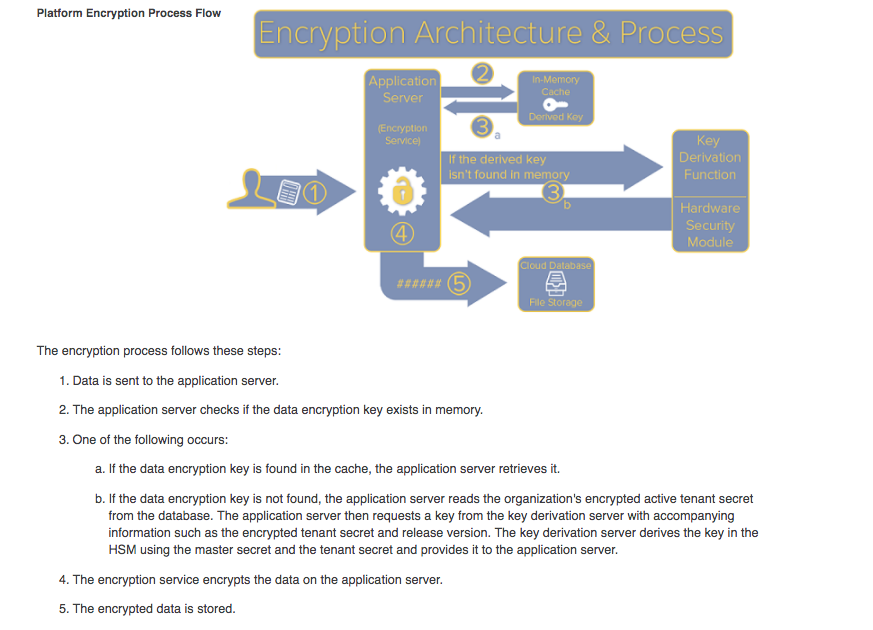 Platform Encryption Process Flow
Encryption Architecture & Process
Application
Server
(Encryption
Service)
2
In-Memory
Cache
Derived Key
3
a
If the derived key
isn't found in memory
Key
Derivation
Function
1
3
b
Hardware
Security
Module
4
######
5
Cloud Database
File Storage
The encryption process follows these steps:
1. Data is sent to the application server.
2. The application server checks if the data encryption key exists in memory.
3. One of the following occurs:
a. If the data encryption key is found in the cache, the application server retrieves it.
b. If the data encryption key is not found, the application server reads the organization's encrypted active tenant secret
from the database. The application server then requests a key from the key derivation server with accompanying
information such as the encrypted tenant secret and release version. The key derivation server derives the key in the
HSM using the master secret and the tenant secret and provides it to the application server.
4. The encryption service encrypts the data on the application server.
5. The encrypted data is stored.